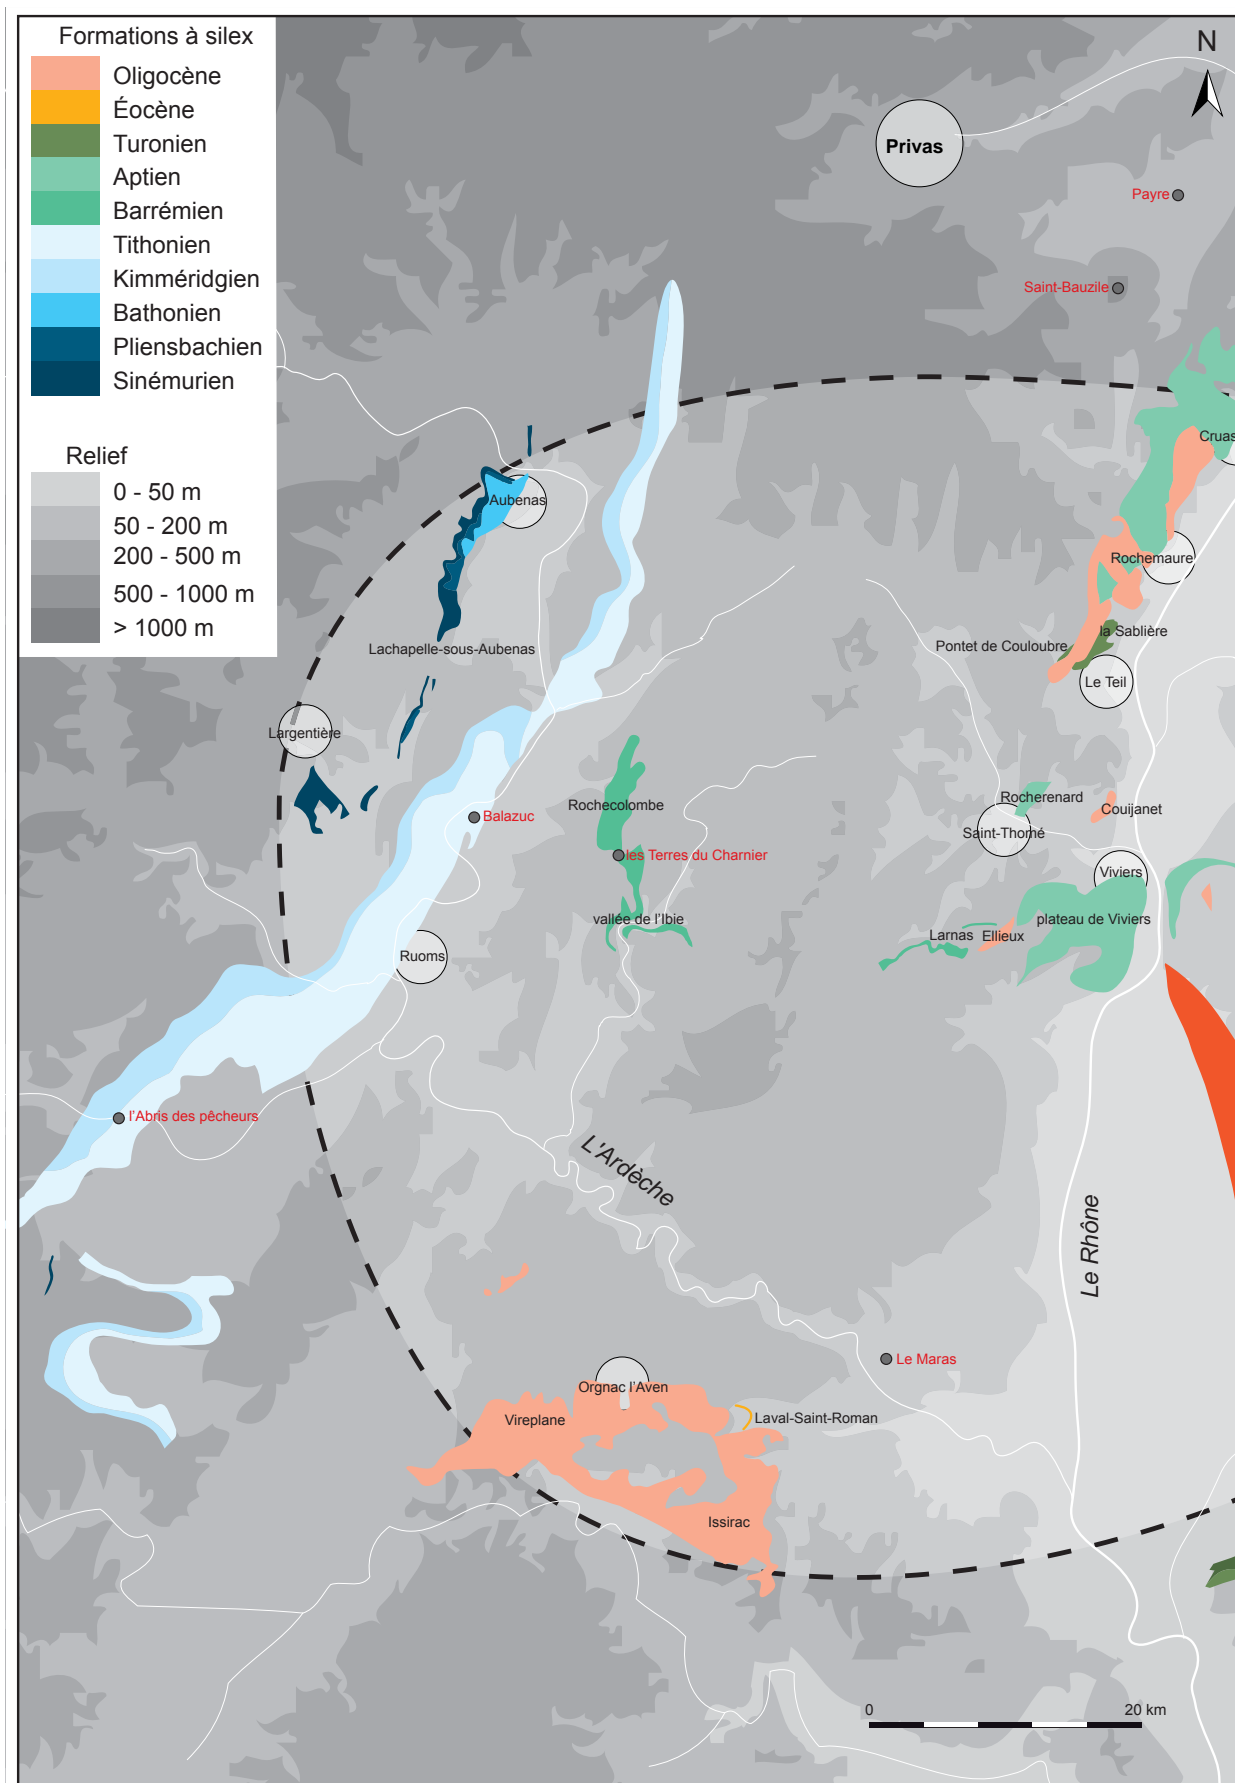 Formations à silex
Oligocène
Éocène
Turonien
Aptien
Barrémien
Tithonien
Kimméridgien
Bathonien
Pliensbachien
Sinémurien
Relief
0 - 50 m
50 - 200 m
200 - 500 m
500 - 1000 m
> 1000 m
N
Privas
Payre
Saint-Bauzile
Cruas
Aubenas
Rochemaure
la Sablière
Pontet de Couloubre
Lachapelle-sous-Aubenas
Le Teil
Largentière
Rochecolombe
Rocherenard
Couijanet
Balazuc
Saint-Thomé
les Terres du Charnier
Viviers
vallée de l'Ibie
plateau de Viviers
Larnas
Ellieux
Ruoms
l'Abris des pêcheurs
L'Ardèche
Le Rhône
Le Maras
Orgnac l'Aven
Vireplane
Laval-Saint-Roman
Issirac
0
20 km